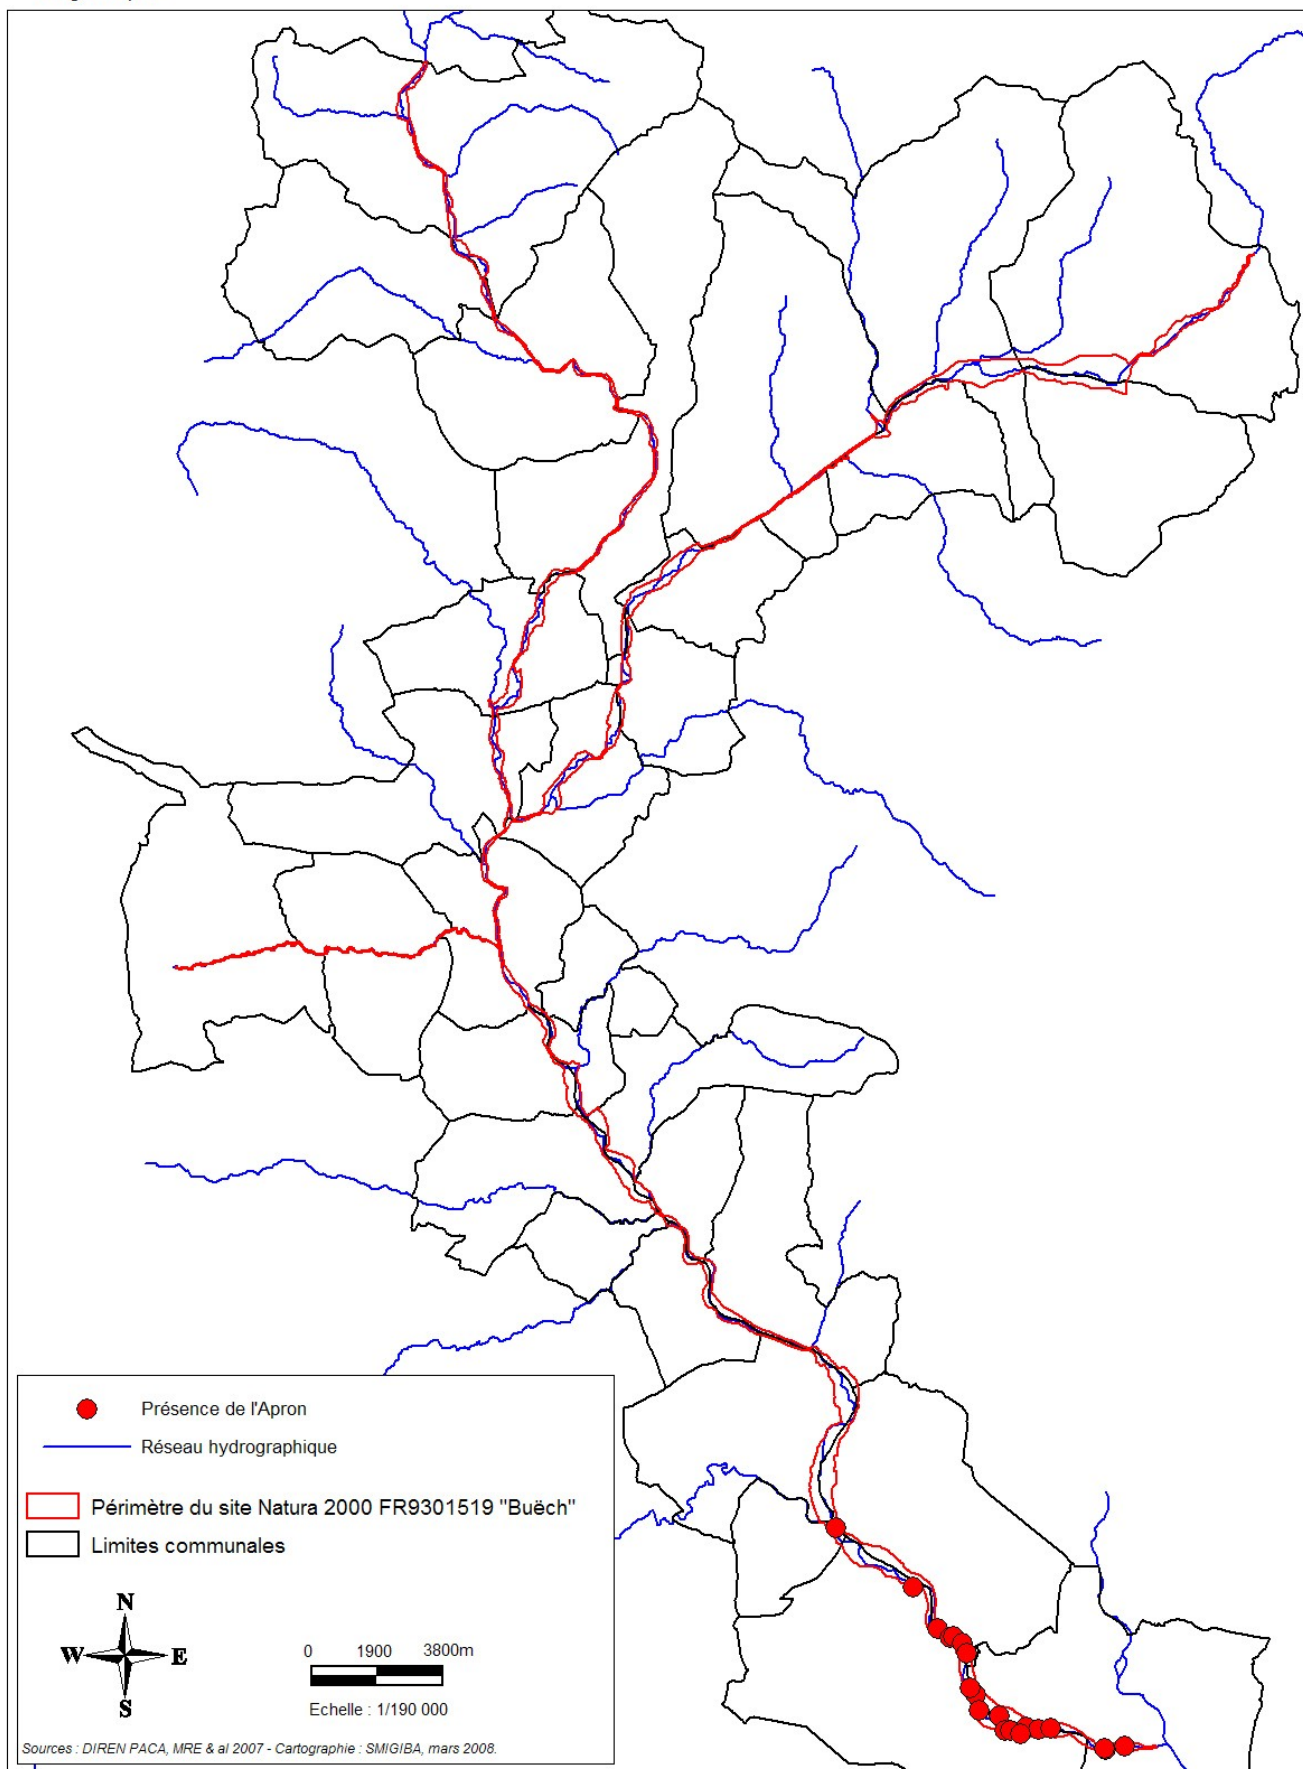 Présence de l'Apron
Réseau hydrographique
Périmètre du site Natura 2000 FR9301519 "Buëch"
Limites communales
N
W E
S
0 1900 3800m
Echelle : 1/190 000
Sources : DIREN PACA, MRE & al 2007 - Cartographie : SMIGIBA, mars 2008.